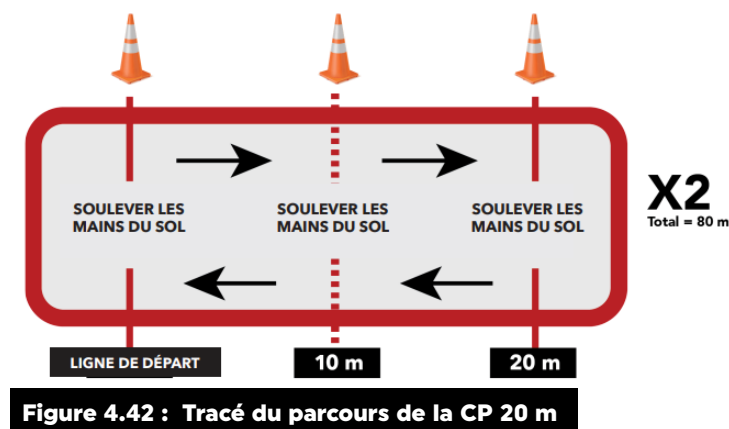 SOULEVER LES
MAINS DU SOL
SOULEVER LES
MAINS DU SOL
SOULEVER LES
MAINS DU SOL
X2
Total = 80 m
LIGNE DE DÉPART
10 m
20 m
Figure 4.42 : Tracé du parcours de la CP 20 m